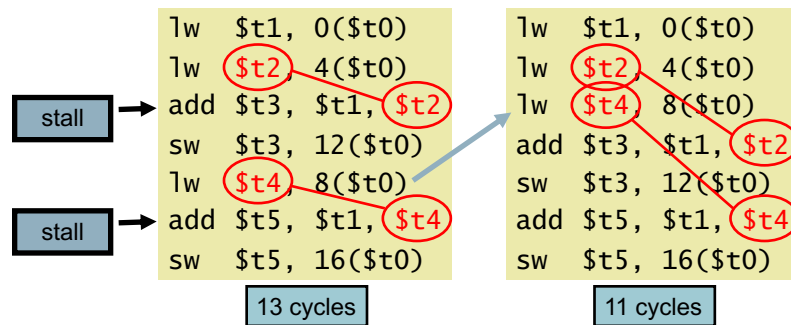 lw $t1, 0($t0)
lw $t2, 4($t0)
stall
add $t3, $t1, $t2
sw $t3, 12($t0)
lw $t4, 8($t0)
stall
add $t5, $t1, $t4
sw $t5, 16($t0)
13 cycles
lw $t1, 0($t0)
lw $t2, 4($t0)
lw $t4, 8($t0)
add $t3, $t1, $t2
sw $t3, 12($t0)
add $t5, $t1, $t4
sw $t5, 16($t0)
11 cycles